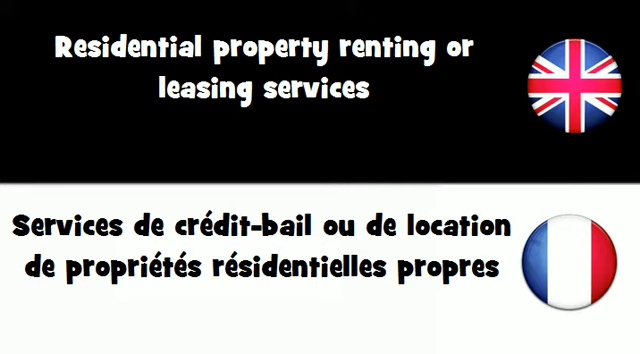 Residential property renting or
leasing services
Services de crédit-bail ou de location
de propriétés résidentielles propres